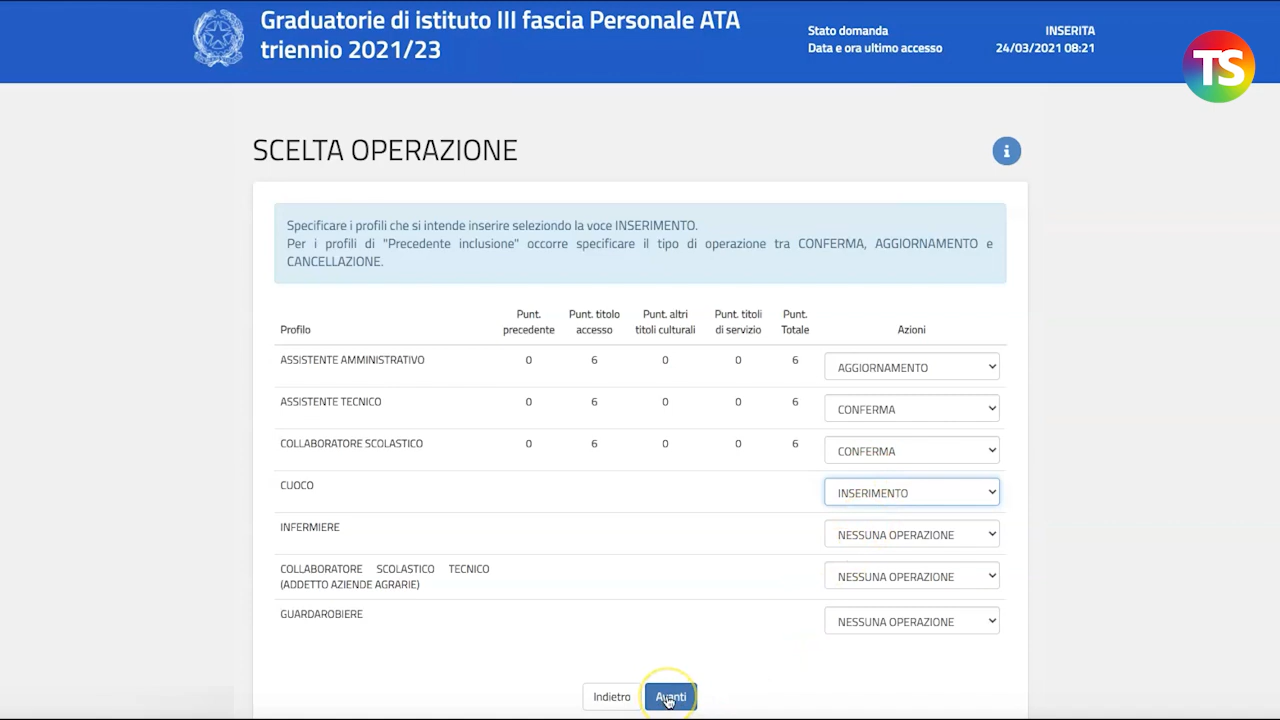 Graduatorie di istituto III fascia Personale ATA
triennio 2021/23
Stato domanda INSERITA
Data e ora ultimo accesso 24/03/2021 08:21
TS
SCELTA OPERAZIONE
i
Specificare i profili che si intende inserire seleziondo la voce INSERIMENTO.
Per i profili di "Precedente inclusione" occorre specificare il tipo di operazione tra CONFERMA, AGGIORNAMENTO e
CANCELLAZIONE.
Punt. Punt. titolo Punt. altri Punt. titoli Punt.
Profilo precedente accesso titoli culturali di servizio Totale Azioni
ASSISTENTE AMMINISTRATIVO 0 6 0 0 6 AGGIORNAMENTO
ASSISTENTE TECNICO 0 6 0 0 6 CONFERMA
COLLABORATORE SCOLASTICO 0 6 0 0 6 CONFERMA
CUOCO INSERIMENTO
INFERMIERE NESSUNA OPERAZIONE
COLLABORATORE SCOLASTICO TECNICO NESSUNA OPERAZIONE
(ADDETTO AZIENDE AGRARIE)
GUARDAROBIERE NESSUNA OPERAZIONE
Indietro Avanti